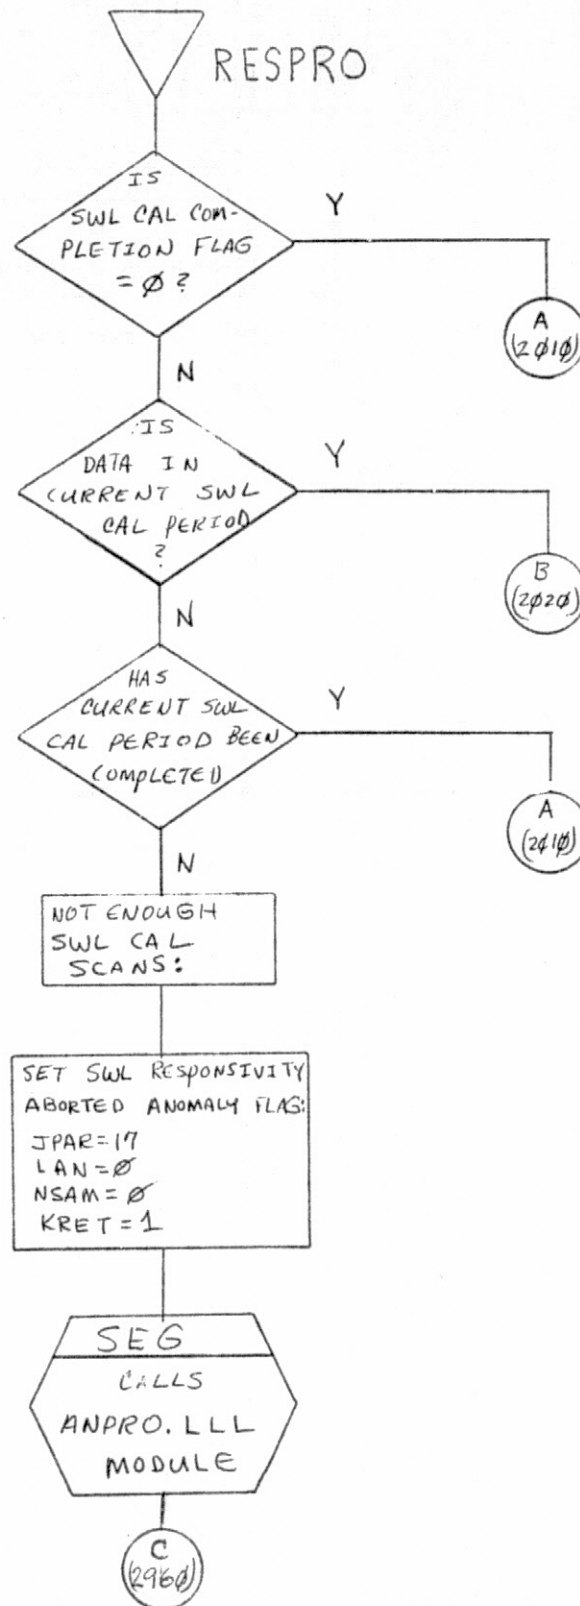 RESPRO
IS
SWL CAL COM-
PLETION FLAG
= Ø ?
Y
A
(2Ø1Ø)
N
IS
DATA IN
CURRENT SWL
CAL PERIOD
?
Y
B
(2Ø2Ø)
N
HAS
CURRENT SWL
CAL PERIOD BEEN
COMPLETED
Y
A
(2Ø1Ø)
N
NOT ENOUGH
SWL CAL
SCANS:
SET SWL RESPONSIVITY
ABORTED ANOMALY FLAG:
JPAR=17
LAN=Ø
NSAM=Ø
KRET=1
SEG
CALLS
ANPRO.LLL
MODULE
C
(296Ø)